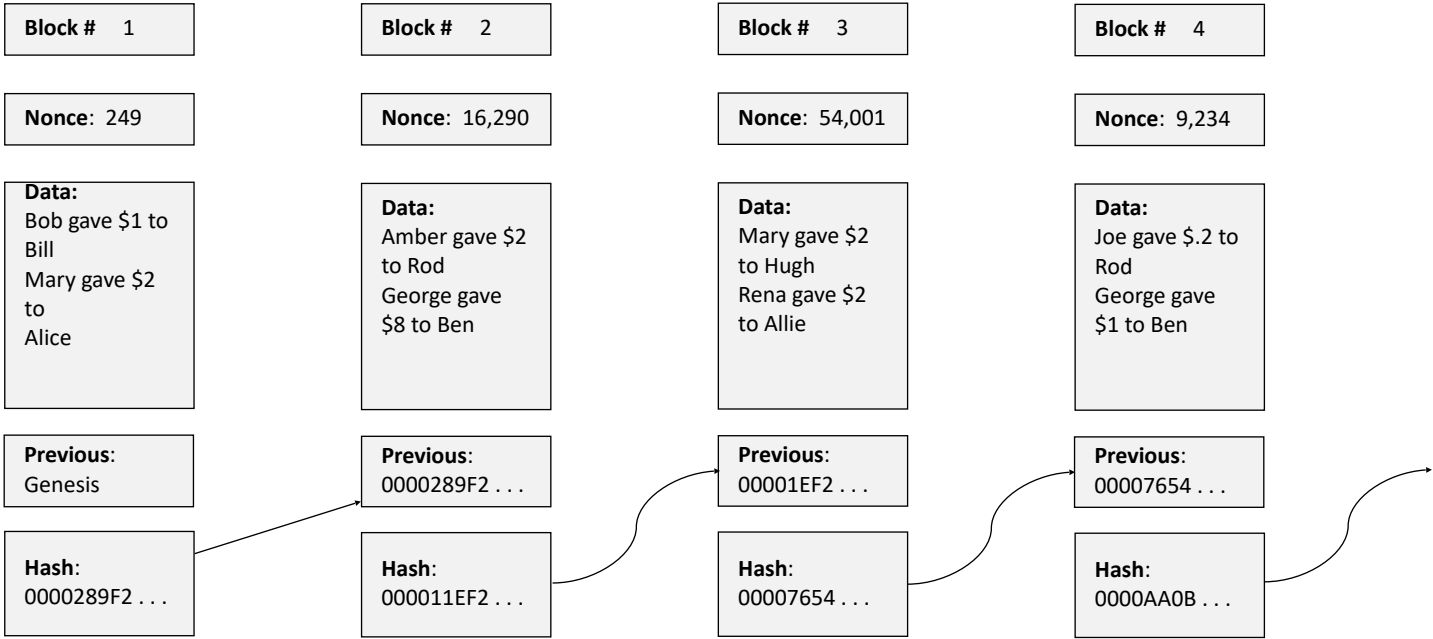 Block # 1
Nonce: 249
Data:
Bob gave $1 to
Bill
Mary gave $2
to
Alice
Previous:
Genesis
Hash:
0000289F2 . . .
Block # 2
Nonce: 16,290
Data:
Amber gave $2
to Rod
George gave
$8 to Ben
Previous:
0000289F2 . . .
Hash:
000011EF2 . . .
Block # 3
Nonce: 54,001
Data:
Mary gave $2
to Hugh
Rena gave $2
to Allie
Previous:
00001EF2 . . .
Hash:
00007654 . . .
Block # 4
Nonce: 9,234
Data:
Joe gave $.2 to
Rod
George gave
$1 to Ben
Previous:
00007654 . . .
Hash:
0000AA0B . . .